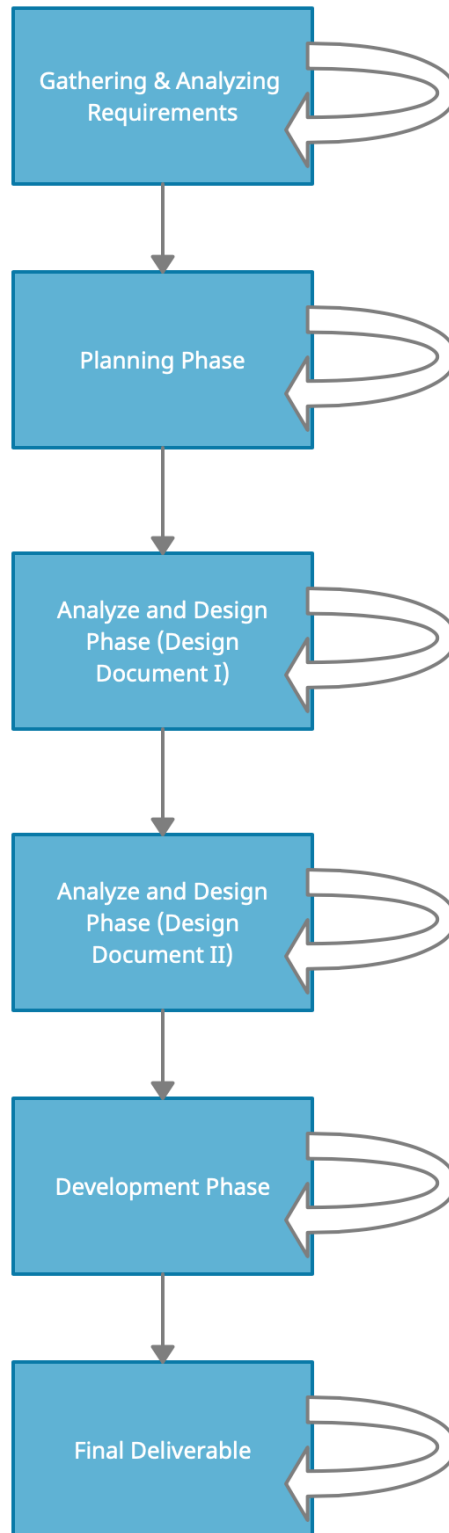 Gathering & Analyzing
Requirements
Planning Phase
Analyze and Design
Phase (Design
Document I)
Analyze and Design
Phase (Design
Document II)
Development Phase
Final Deliverable